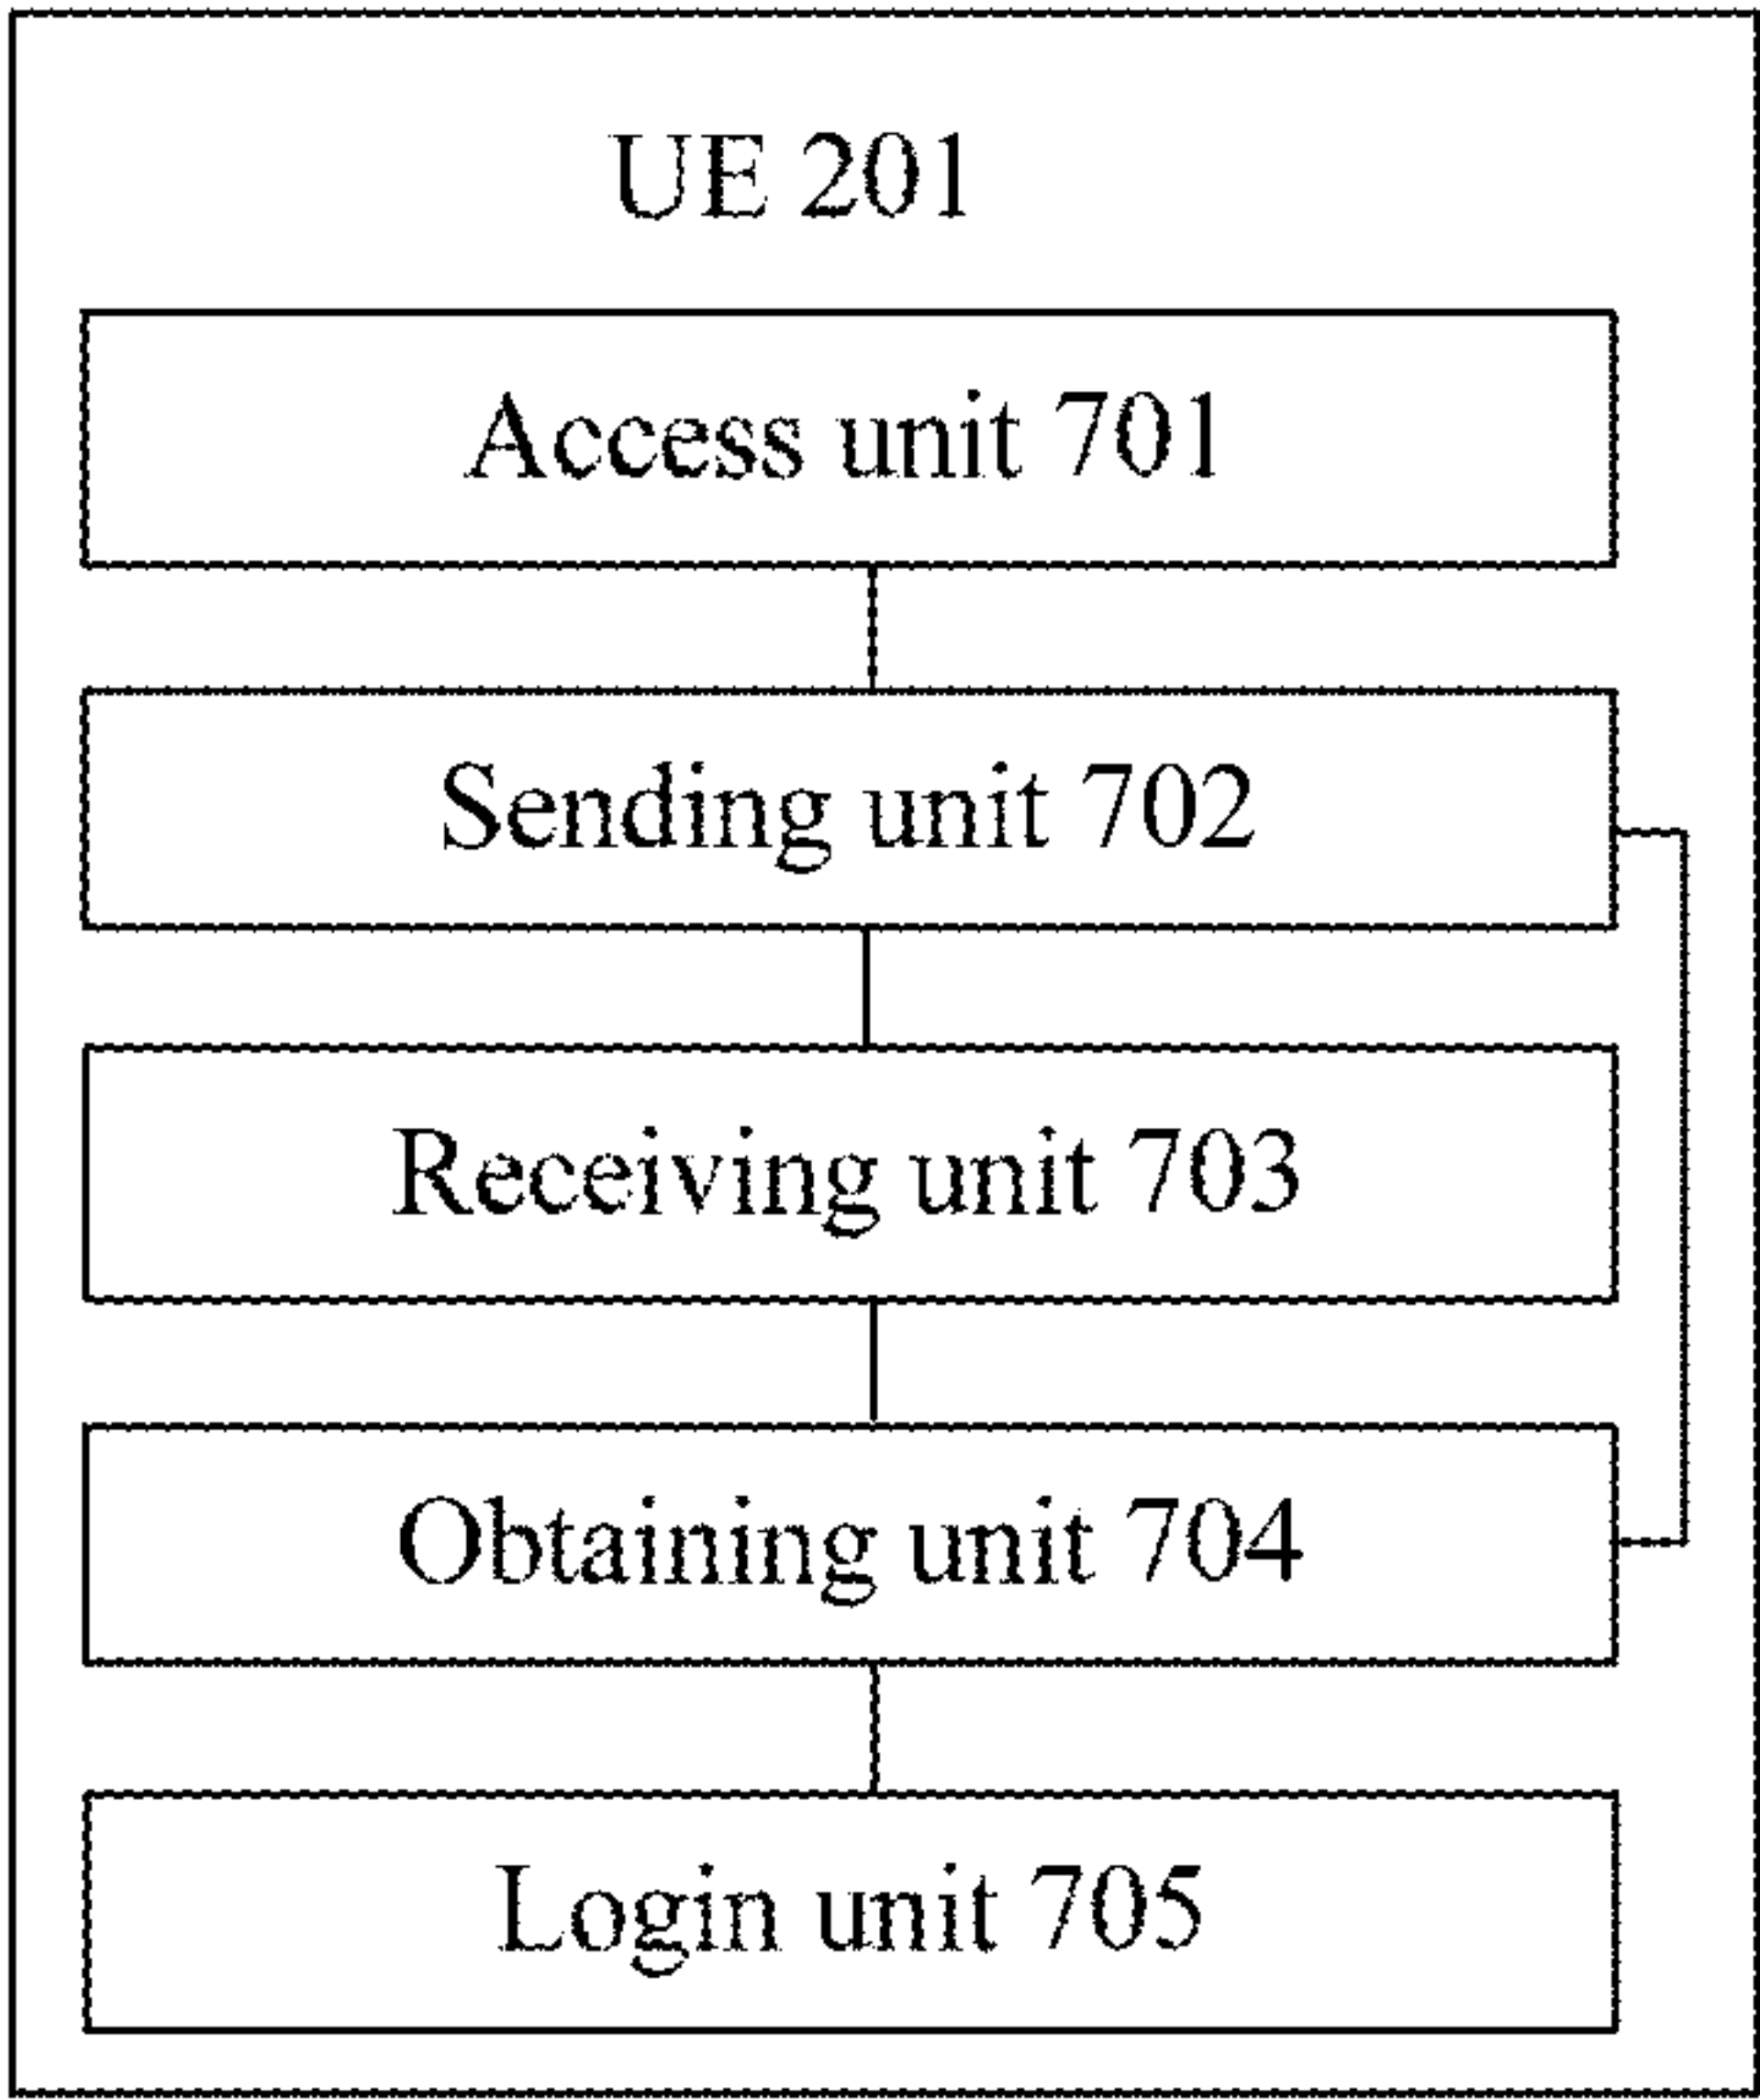 UE 201
Access unit 701
Sending unit 702
Receiving unit 703
Obtaining unit 704
Login unit 705